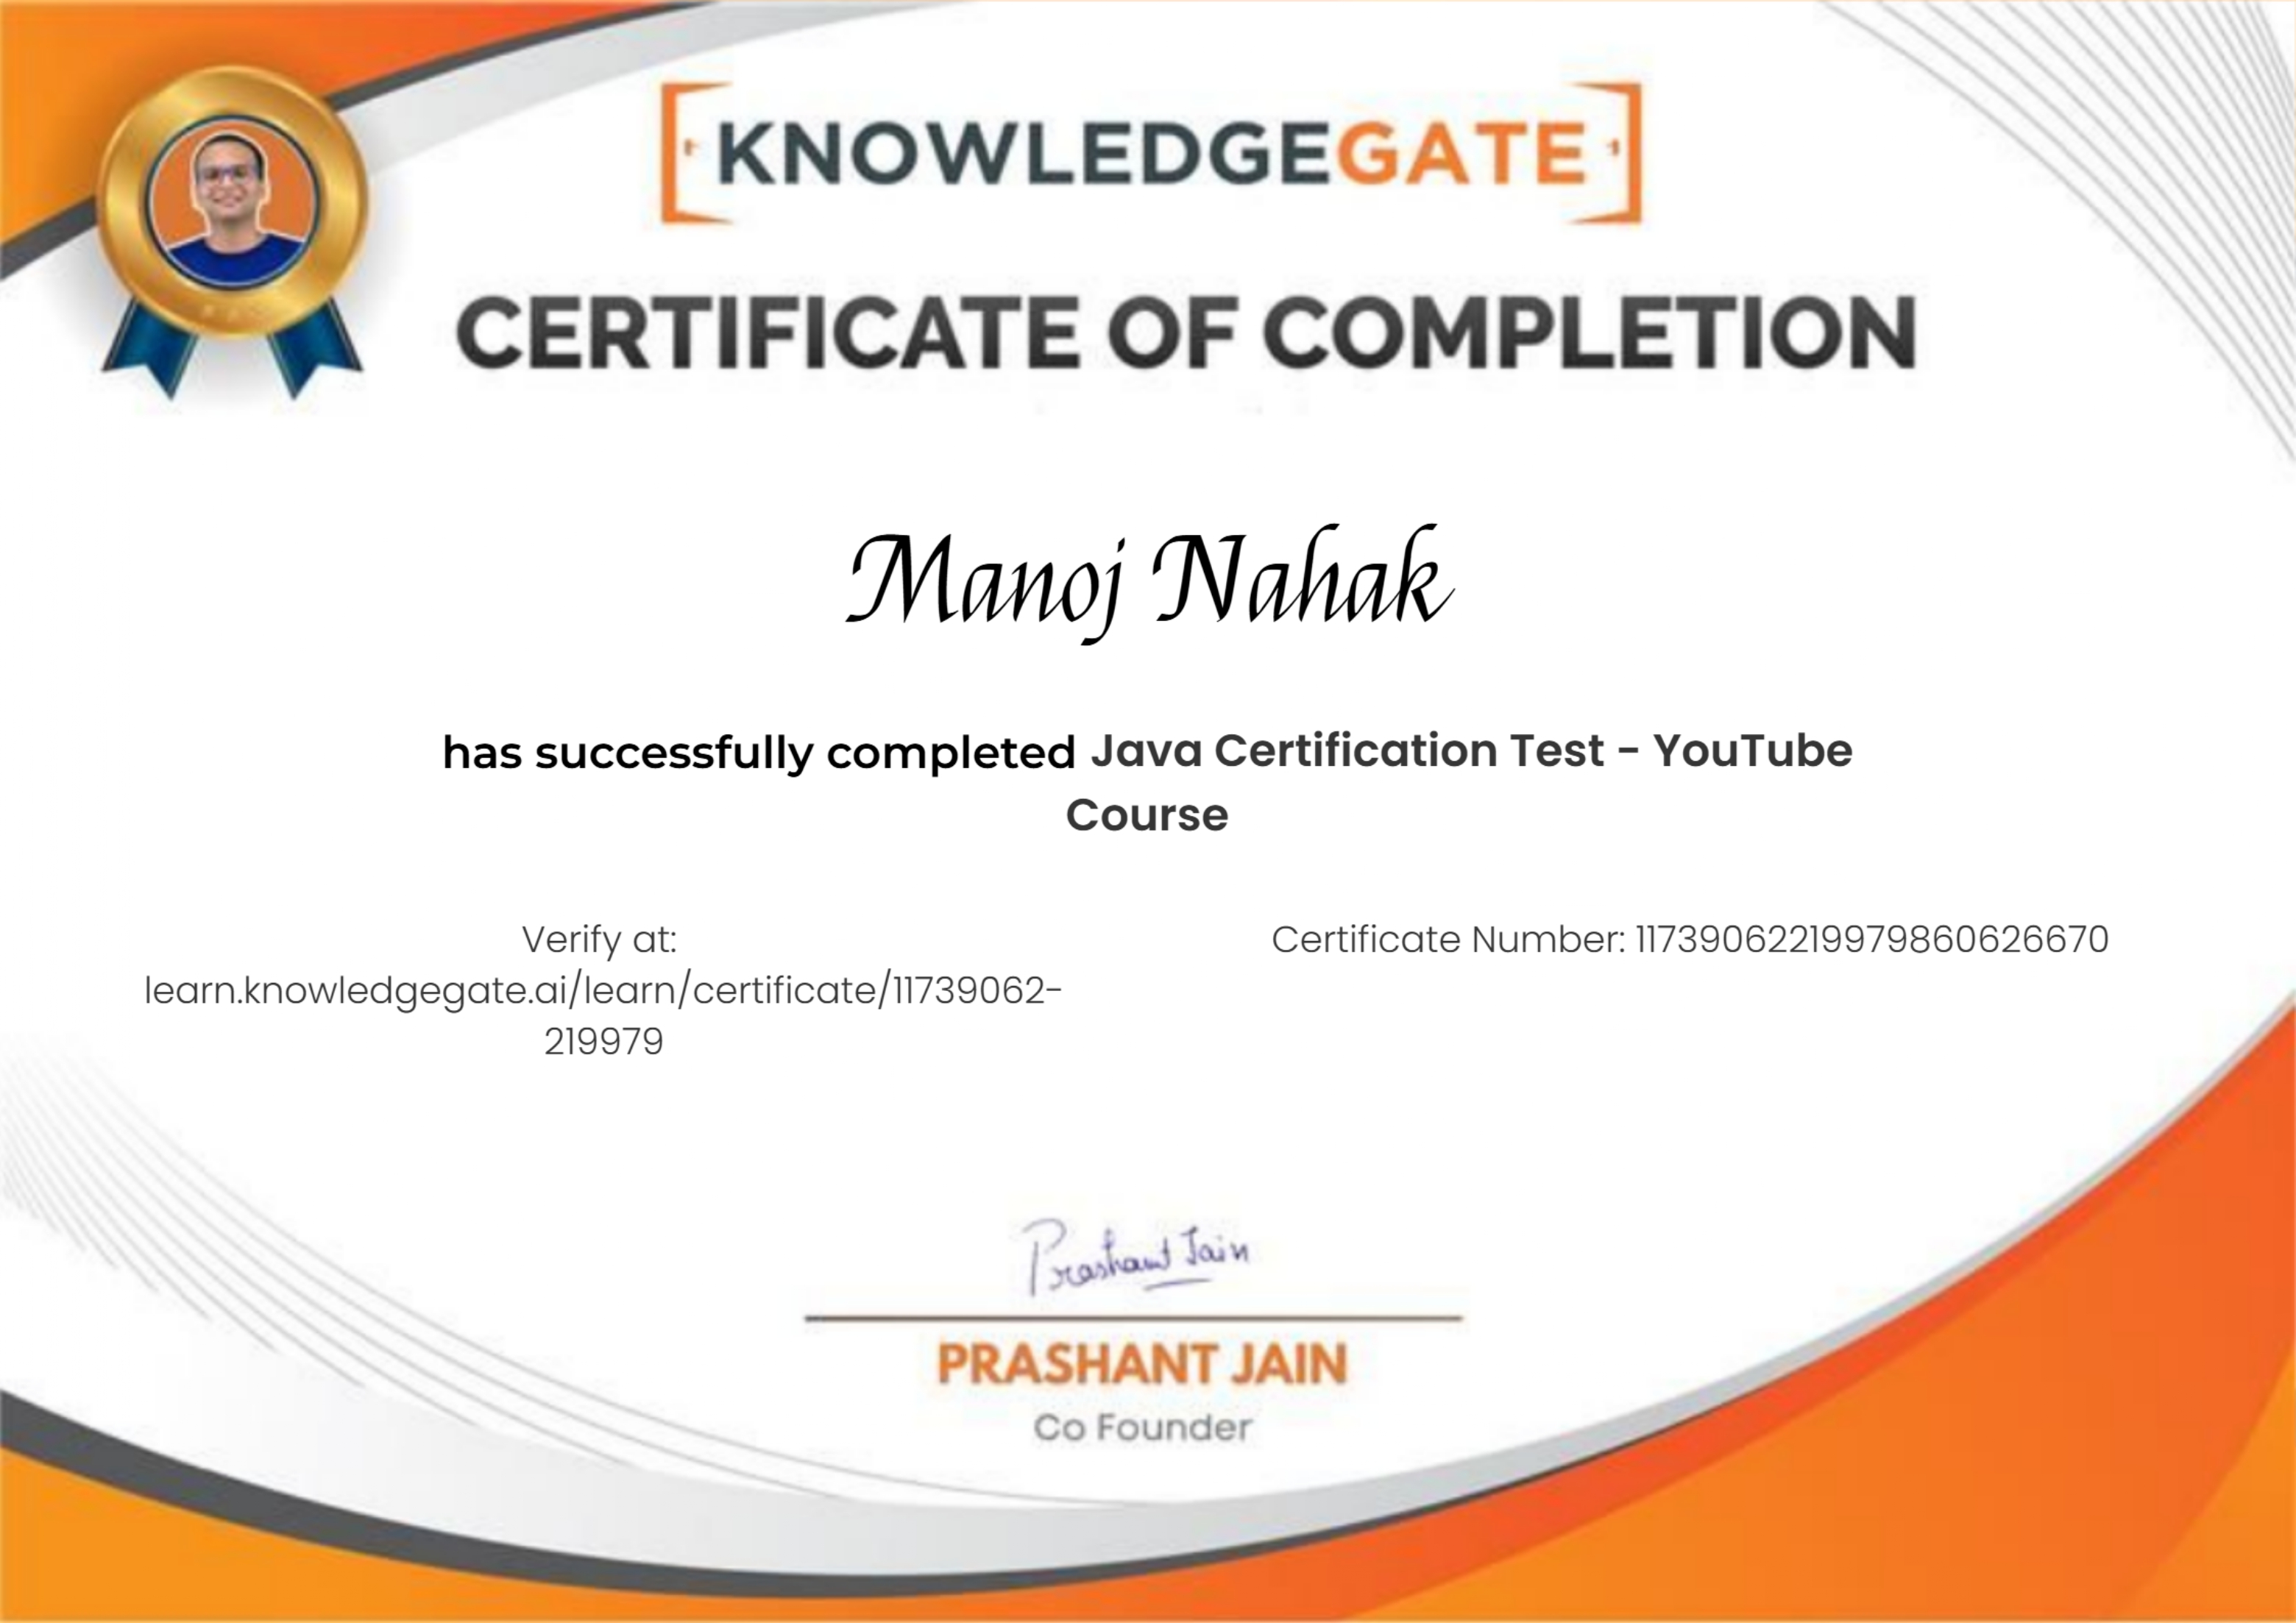 KNOWLEDGEGATE
CERTIFICATE OF COMPLETION
Manoj Nahak
has successfully completed Java Certification Test - YouTube
Course
Verify at:
learn.knowledgegate.ai/learn/certificate/11739062-
219979
Certificate Number: 11739062219979860626670
Prashant Jain
PRASHANT JAIN
Co Founder